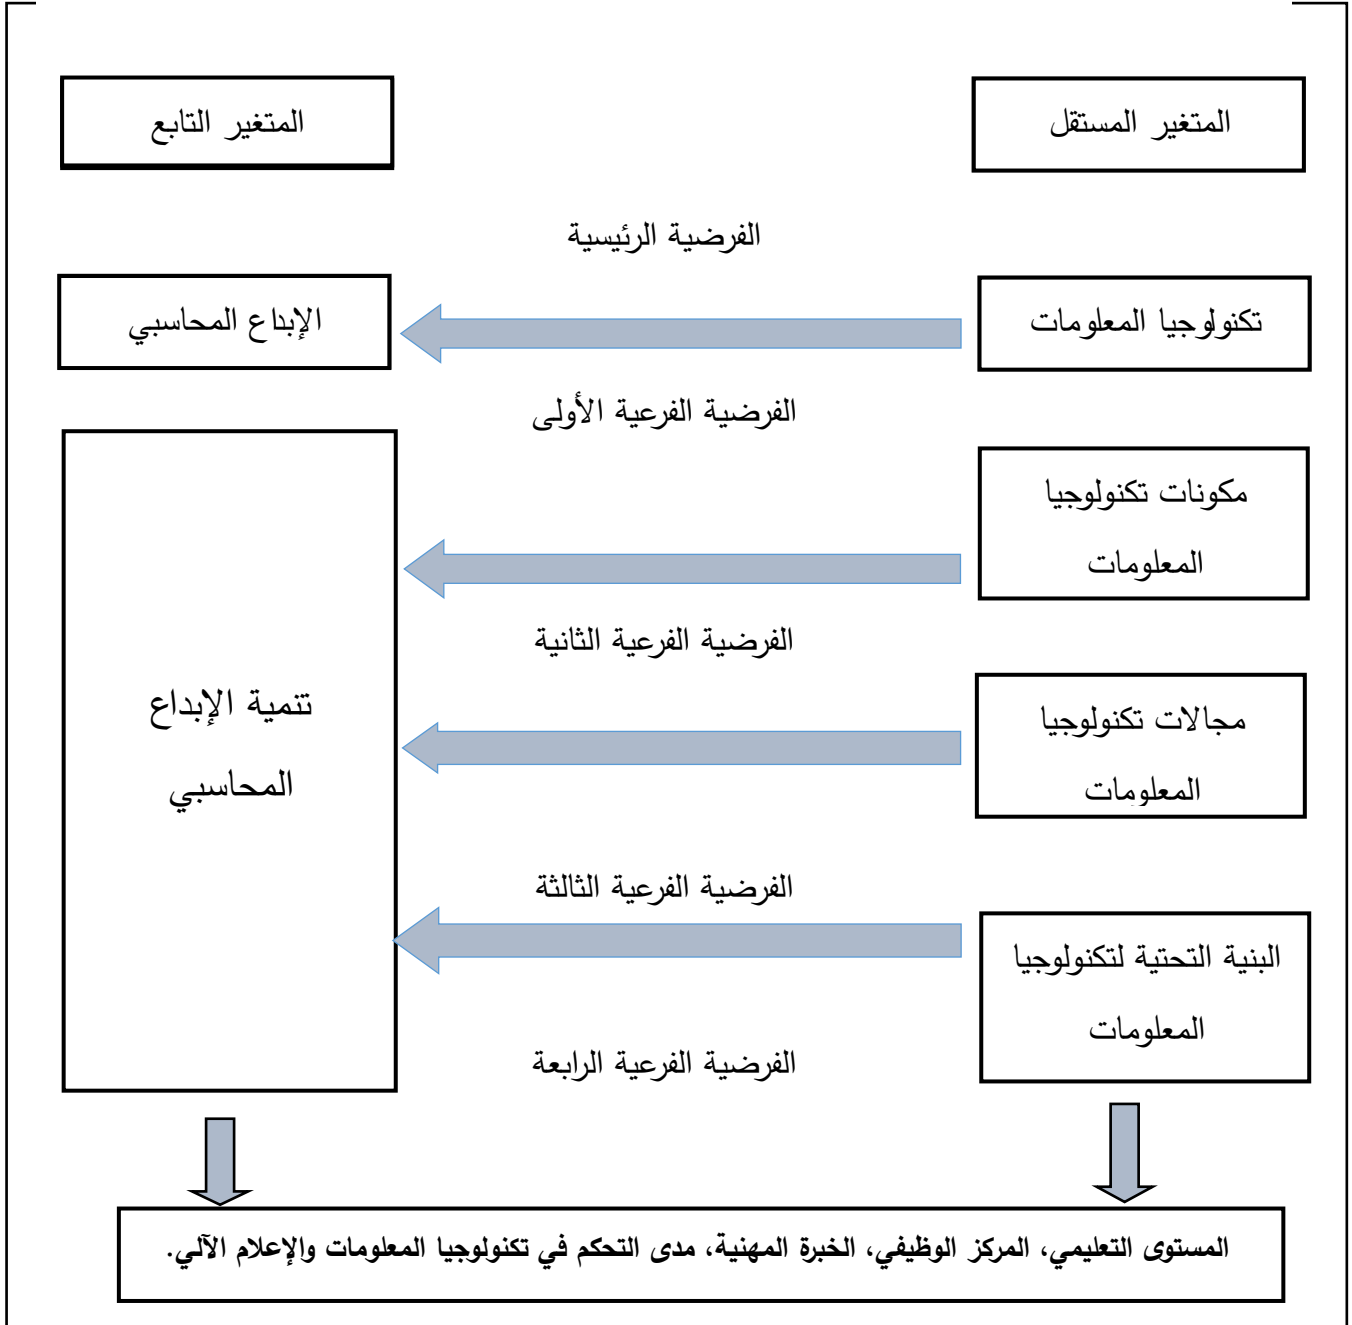 المتغير المستقل
المتغير التابع
الفرضية الرئيسية
تكنولوجيا المعلومات
الإبداع المحاسبي
الفرضية الفرعية الأولى
مكونات تكنولوجيا
المعلومات
الفرضية الفرعية الثانية
مجالات تكنولوجيا
المعلومات
تنمية الإبداع
المحاسبي
الفرضية الفرعية الثالثة
البنية التحتية لتكنولوجيا
المعلومات
الفرضية الفرعية الرابعة
المستوى التعليمي، المركز الوظيفي، الخبرة المهنية، مدى التحكم في تكنولوجيا المعلومات والإعلام الآلي.